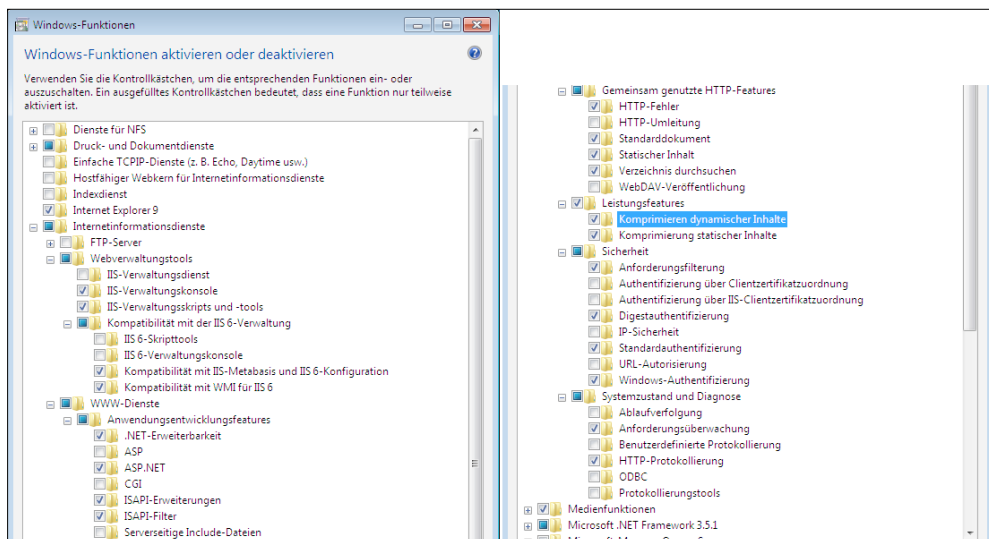 Windows-Funktionen
Windows-Funktionen aktivieren oder deaktivieren
Verwenden Sie die Kontrollkästchen, um die entsprechenden Funktionen ein- oder
auszuschalten. Ein ausgefülltes Kontrollkästchen bedeutet, dass eine Funktion nur teilweise
aktiviert ist.
Dienste für NFS
Druck- und Dokumentdienste
Einfache TCPIP-Dienste (z. B. Echo, Daytime usw.)
Hostfähiger Webkern für Internetinformationsdienste
Indexdienst
Internet Explorer 9
Internetinformationsdienste
FTP-Server
Webverwaltungstools
IIS-Verwaltungsdienst
IIS-Verwaltungskonsole
IIS-Verwaltungsskripts und -tools
Kompatibilität mit der IIS 6-Verwaltung
IIS 6-Skripttools
IIS 6-Verwaltungskonsole
Kompatibilität mit IIS-Metabasis und IIS 6-Konfiguration
Kompatibilität mit WMI für IIS 6
WWW-Dienste
Anwendungsentwicklungsfeatures
.NET-Erweiterbarkeit
ASP
ASP.NET
CGI
ISAPI-Erweiterungen
ISAPI-Filter
Serverseitige Include-Dateien
Gemeinsam genutzte HTTP-Features
HTTP-Fehler
HTTP-Umleitung
Standarddokument
Statischer Inhalt
Verzeichnis durchsuchen
WebDAV-Veröffentlichung
Leistungsfeatures
Komprimieren dynamischer Inhalte
Komprimierung statischer Inhalte
Sicherheit
Anforderungsfilterung
Authentifizierung über Clientzertifikatzuordnung
Authentifizierung über IIS-Clientzertifikatzuordnung
Digestauthentifizierung
IP-Sicherheit
Standardauthentifizierung
URL-Autorisierung
Windows-Authentifizierung
Systemzustand und Diagnose
Ablaufverfolgung
Anforderungsüberwachung
Benutzerdefinierte Protokollierung
HTTP-Protokollierung
ODBC
Protokollierungstools
Medienfunktionen
Microsoft .NET Framework 3.5.1